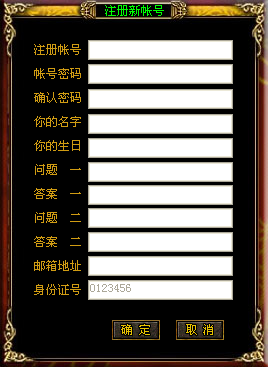 注册新帐号
注册帐号
帐号密码
确认密码
你的名字
你的生日
问题 一
答案 一
问题 二
答案 二
邮箱地址
身份证号 0123456
确 定 取 消